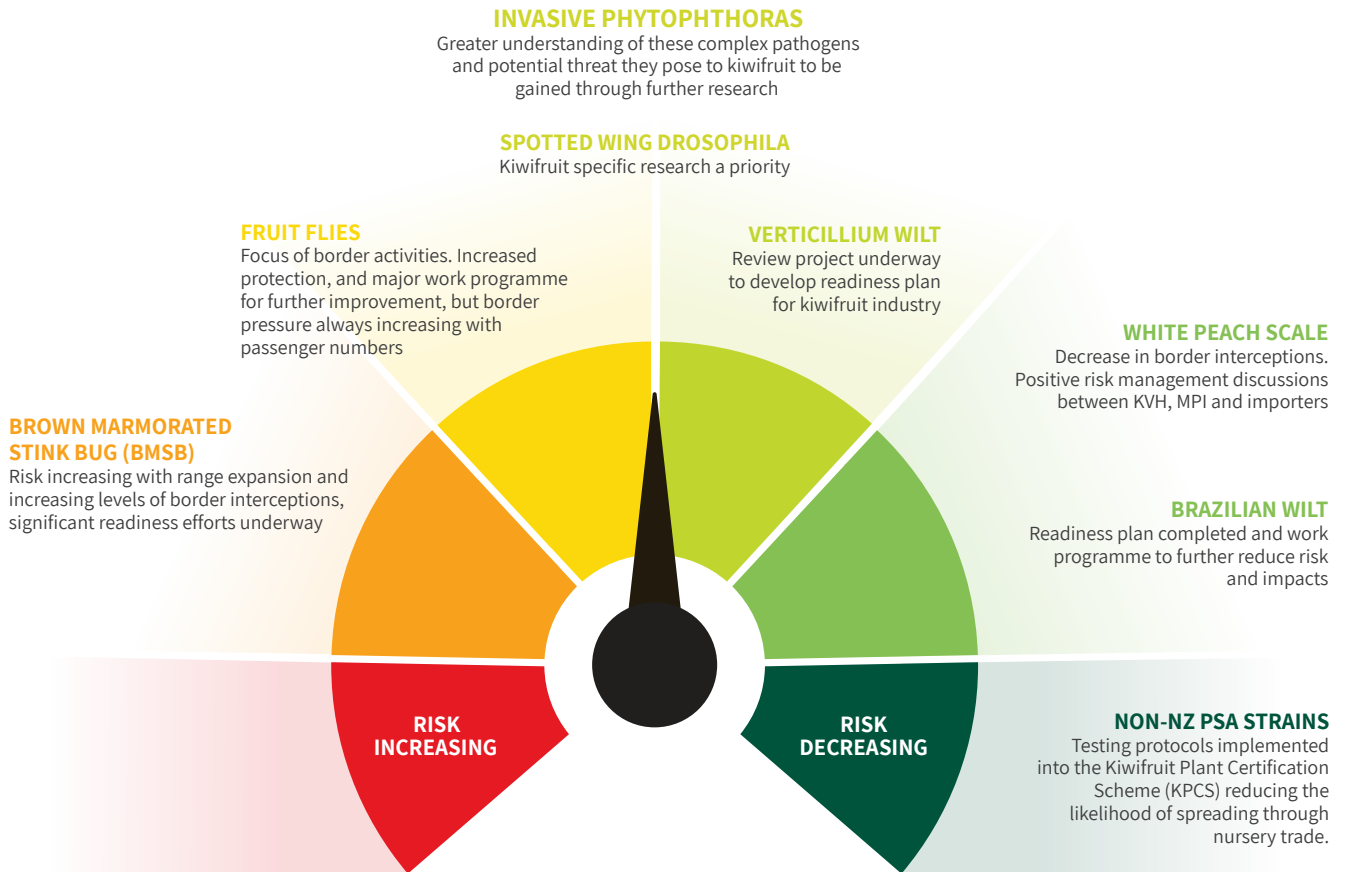 INVASIVE PHYTOPHTHORAS
Greater understanding of these complex pathogens
and potential threat they pose to kiwifruit to be
gained through further research
SPOTTED WING DROSOPHILA
Kiwifruit specific research a priority
FRUIT FLIES
Focus of border activities. Increased
protection, and major work programme
for further improvement, but border
pressure always increasing with
passenger numbers
VERTICILLIUM WILT
Review project underway
to develop readiness plan
for kiwifruit industry
WHITE PEACH SCALE
Decrease in border interceptions.
Positive risk management discussions
between KVH, MPI and importers
BROWN MARMORATED
STINK BUG (BMSB)
Risk increasing with range expansion and
increasing levels of border interceptions,
significant readiness efforts underway
BRAZILIAN WILT
Readiness plan completed and work
programme to further reduce risk
and impacts
RISK
INCREASING
RISK
DECREASING
NON-NZ PSA STRAINS
Testing protocols implemented
into the Kiwifruit Plant Certification
Scheme (KPCS) reducing the
likelihood of spreading through
nursery trade.